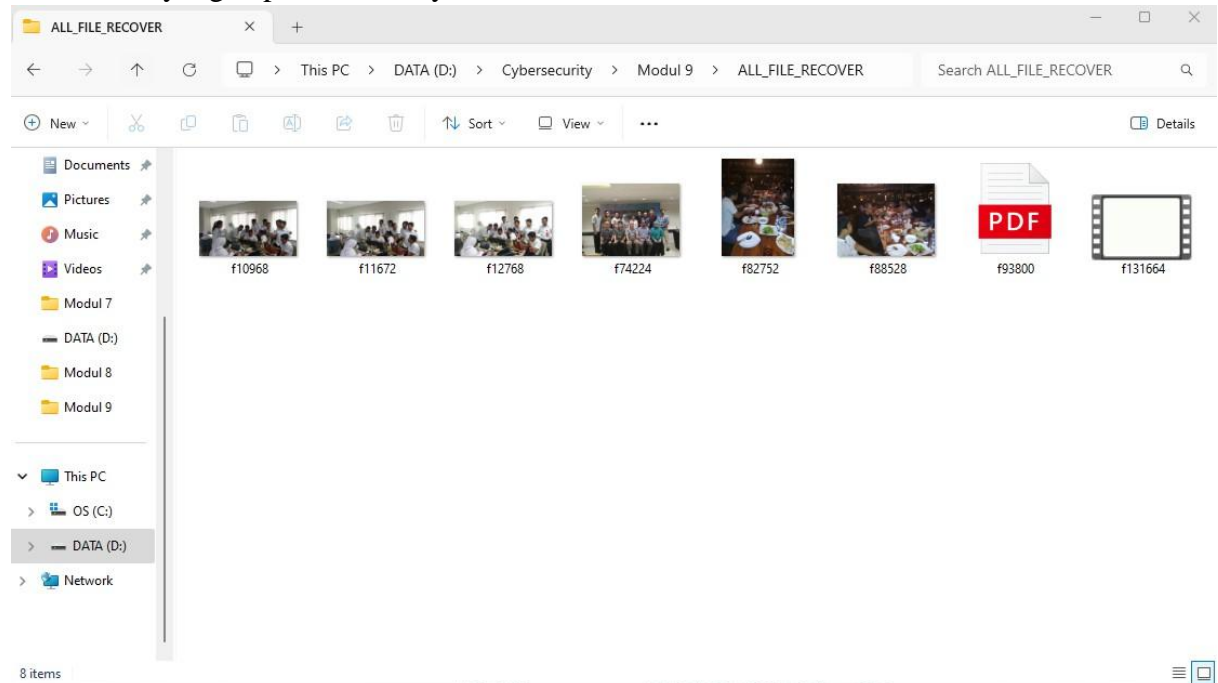 ALL_FILE_RECOVER
This PC > DATA (D:) > Cybersecurity > Modul 9 > ALL_FILE_RECOVER
Search ALL_FILE_RECOVER
New Sort View ... Details
Documents
Pictures
Music
Videos
Modul 7
DATA (D:)
Modul 8
Modul 9
This PC
OS (C:)
DATA (D:)
Network
PDF
f10968 f11672 f12768 f74224 f82752 f88528 f93800 f131664
8 items